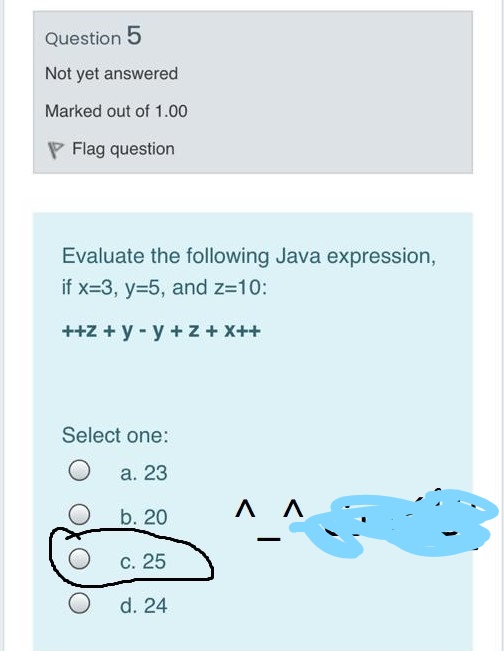 Question 5
Not yet answered
Marked out of 1.00
Flag question
Evaluate the following Java expression,
if x=3, y=5, and z=10:
++z + y - y + z + x++
Select one:
a. 23
b. 20
^_^
c. 25
d. 24